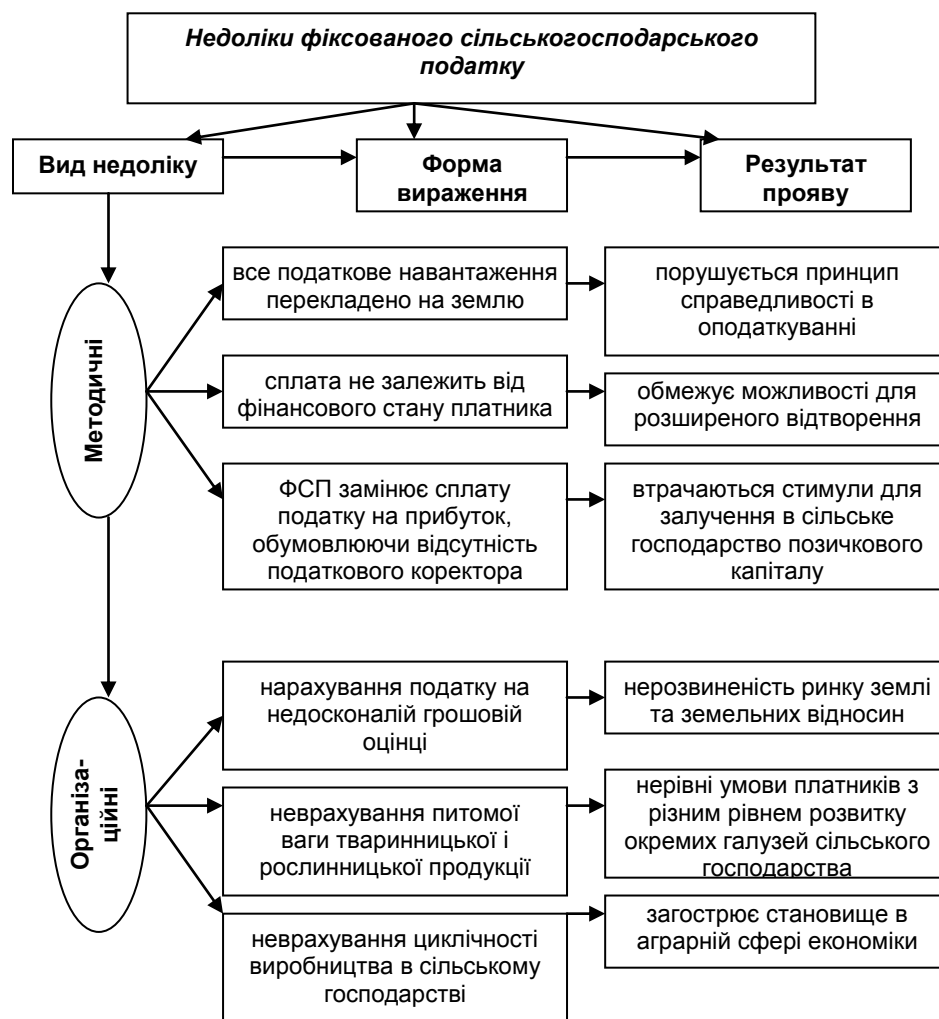 Недоліки фіксованого сільськогосподарського
податку
Вид недоліку
Форма
вираження
Результат
прояву
Методичні
все податкове навантаження
перекладено на землю
порушується принцип
справедливості в
оподаткуванні
сплата не залежить від
фінансового стану платника
обмежує можливості для
розширеного відтворення
ФСП замінює сплату
податку на прибуток,
обумовлюючи відсутність
податкового коректора
втрачаються стимули для
залучення в сільське
господарство позичкового
капіталу
Організа-
ційні
нарахування податку на
недосконалій грошовій
оцінці
нерозвиненість ринку землі
та земельних відносин
неврахування питомої
ваги тваринницької і
рослинницької продукції
нерівні умови платників з
різним рівнем розвитку
окремих галузей сільського
господарства
неврахування циклічності
виробництва в сільському
господарстві
загострює становище в
аграрній сфері економіки